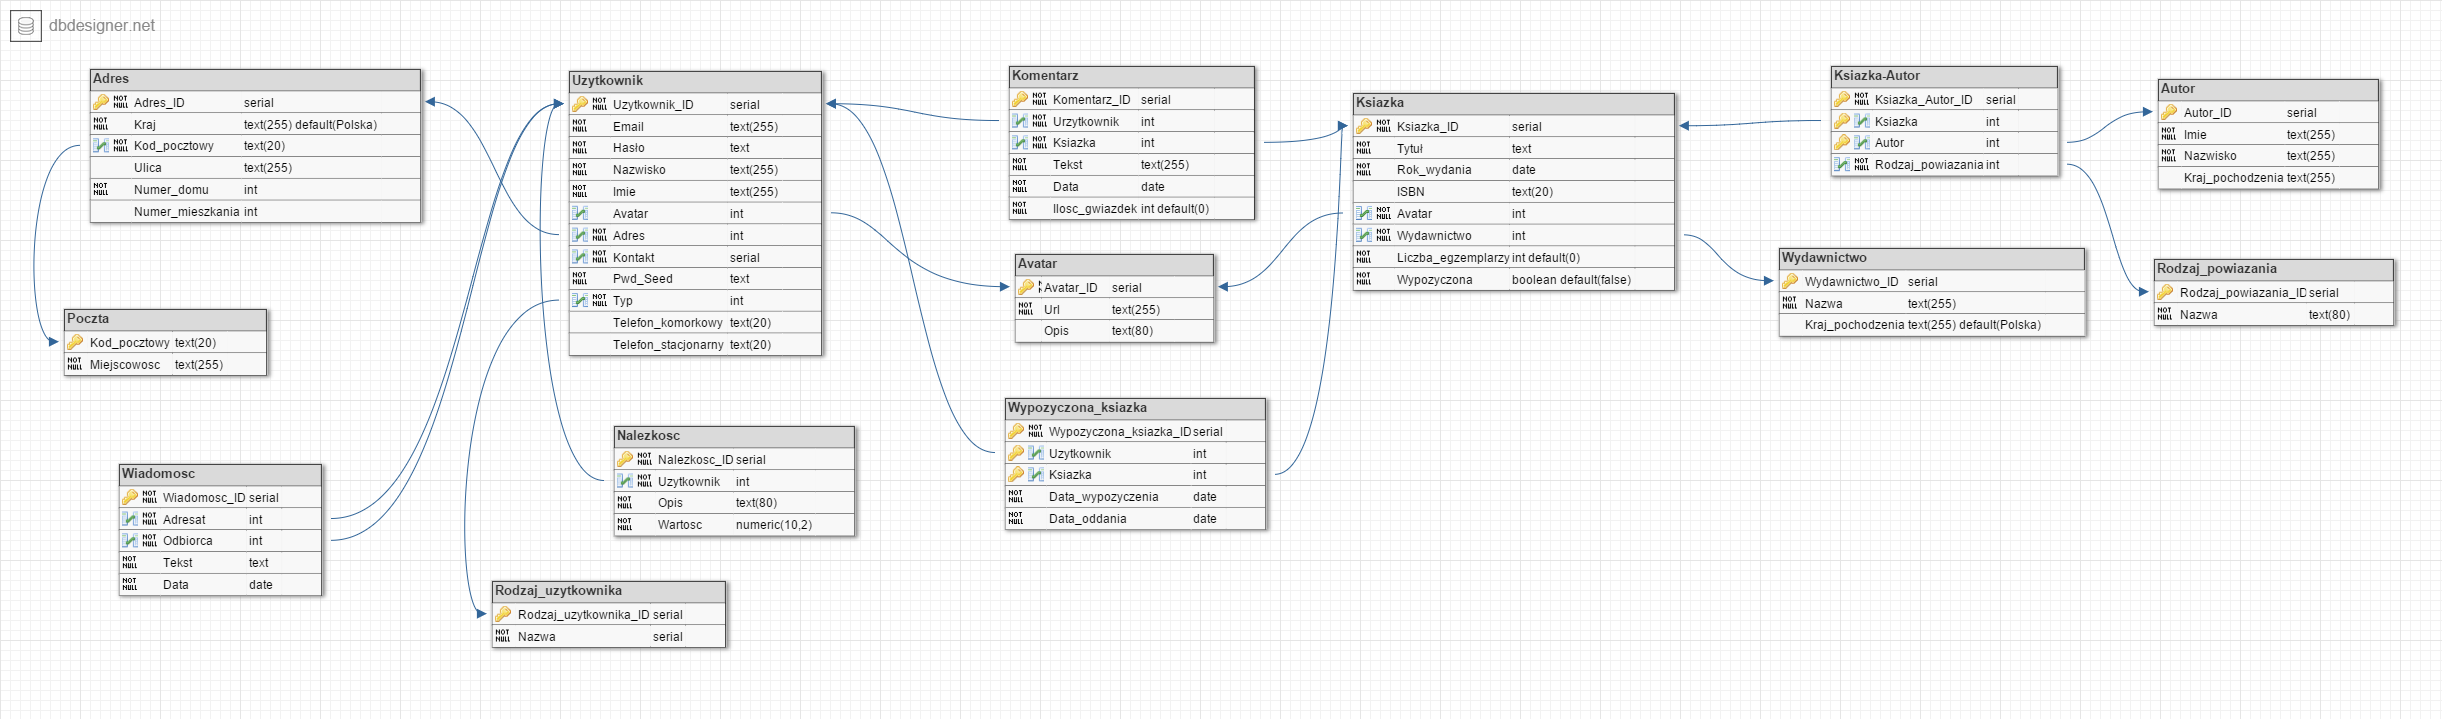 dbdesigner.net
Adres
NOT NULL Adres_ID serial
NOT NULL Kraj text(255) default(Polska)
NOT NULL Kod_pocztowy text(20)
Ulica text(255)
NOT NULL Numer_domu int
Numer_mieszkania int
Poczta
Kod_pocztowy text(20)
NOT NULL Miejscowosc text(255)
Wiadomosc
NOT NULL Wiadomosc_ID serial
NOT NULL Adresat int
NOT NULL Odbiorca int
NOT NULL Tekst text
NOT NULL Data date
Uzytkownik
NOT NULL Uzytkownik_ID serial
NOT NULL Email text(255)
NOT NULL Hasło text
NOT NULL Nazwisko text(255)
NOT NULL Imie text(255)
Avatar int
NOT NULL Adres int
NOT NULL Kontakt serial
NOT NULL Pwd_Seed text
NOT NULL Typ int
Telefon_komorkowy text(20)
Telefon_stacjonarny text(20)
Nalezkosc
NOT NULL Nalezkosc_ID serial
NOT NULL Uzytkownik int
NOT NULL Opis text(80)
NOT NULL Wartosc numeric(10,2)
Rodzaj_uzytkownika
Rodzaj_uzytkownika_ID serial
NOT NULL Nazwa serial
Komentarz
NOT NULL Komentarz_ID serial
NOT NULL Urzytkownik int
NOT NULL Ksiazka int
NOT NULL Tekst text(255)
NOT NULL Data date
NOT NULL Ilosc_gwiazdek int default(0)
Avatar
Avatar_ID serial
NOT NULL Url text(255)
Opis text(80)
Wypozyczona_ksiazka
NOT NULL Wypozyczona_ksiazka_ID serial
Uzytkownik int
Ksiazka int
NOT NULL Data_wypozyczenia date
NOT NULL Data_oddania date
Ksiazka
NOT NULL Ksiazka_ID serial
NOT NULL Tytuł text
NOT NULL Rok_wydania date
ISBN text(20)
NOT NULL Avatar int
NOT NULL Wydawnictwo int
NOT NULL Liczba_egzemplarzy int default(0)
NOT NULL Wypozyczona boolean default(false)
Ksiazka-Autor
NOT NULL Ksiazka_Autor_ID serial
Ksiazka int
Autor int
NOT NULL Rodzaj_powiazania int
Wydawnictwo
Wydawnictwo_ID serial
NOT NULL Nazwa text(255)
Kraj_pochodzenia text(255) default(Polska)
Autor
Autor_ID serial
NOT NULL Imie text(255)
NOT NULL Nazwisko text(255)
Kraj_pochodzenia text(255)
Rodzaj_powiazania
Rodzaj_powiazania_ID serial
NOT NULL Nazwa text(80)